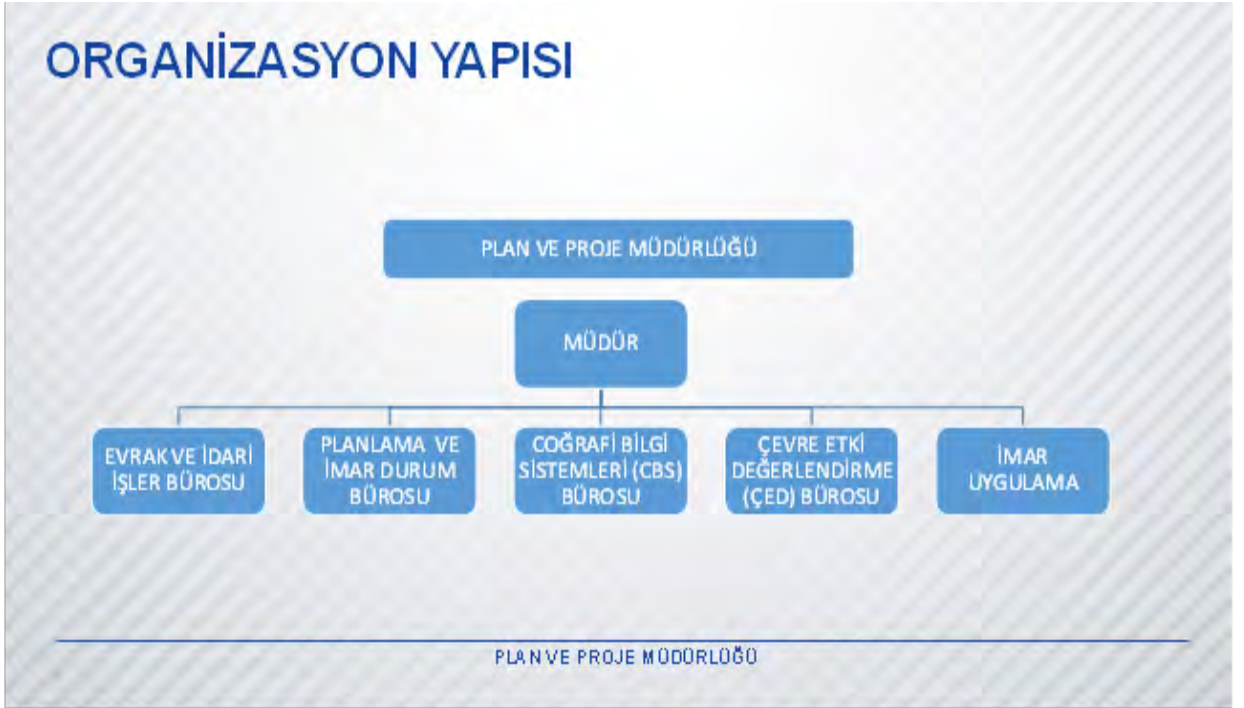 ORGANİZASYON YAPISI
PLAN VE PROJE MÜDÜRLÜĞÜ
MÜDÜR
EVRAK VE İDARİ
İŞLER BÜROSU
PLANLAMA VE
İMAR DURUM
BÜROSU
COĞRAFİ BİLGİ
SİSTEMLERİ (CBS)
BÜROSU
ÇEVRE ETKİ
DEĞERLENDİRME
(ÇED) BÜROSU
İMAR
UYGULAMA
PLAN VE PROJE MÜDÜRLÜĞÜ